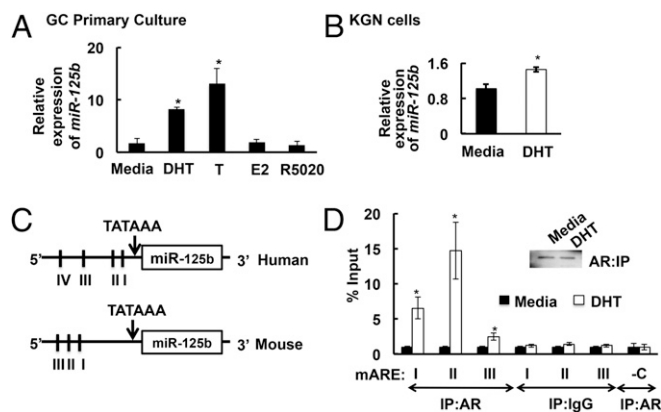 A GC Primary Culture
Relative
expression
of miR-125b
20
10
0
*
*
Media DHT T E2 R5020
B KGN cells
Relative
expression
of miR-125b
1.6
0.8
0
*
Media DHT
C
TATAAA
5' miR-125b 3' Human
IV III II I
TATAAA
5' miR-125b 3' Mouse
III II I
D
% Input
20
15
10
5
0
*
*
*
Media
DHT
AR:IP
Media DHT
mARE: I II III I II III -C
IP:AR IP:IgG IP:AR